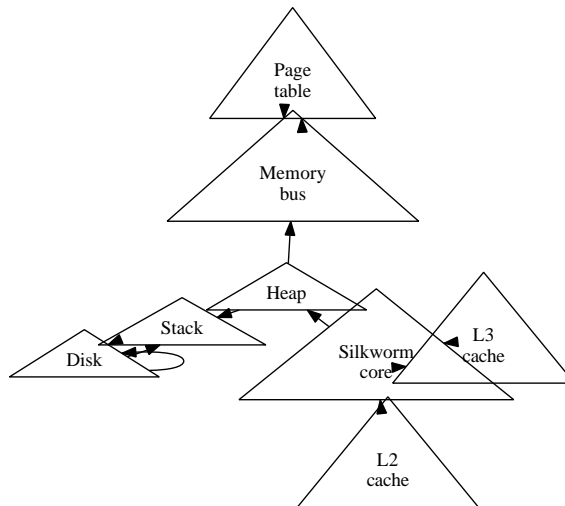 Page
table
Memory
bus
Heap
Stack
Disk
Silkworm
core
L3
cache
L2
cache